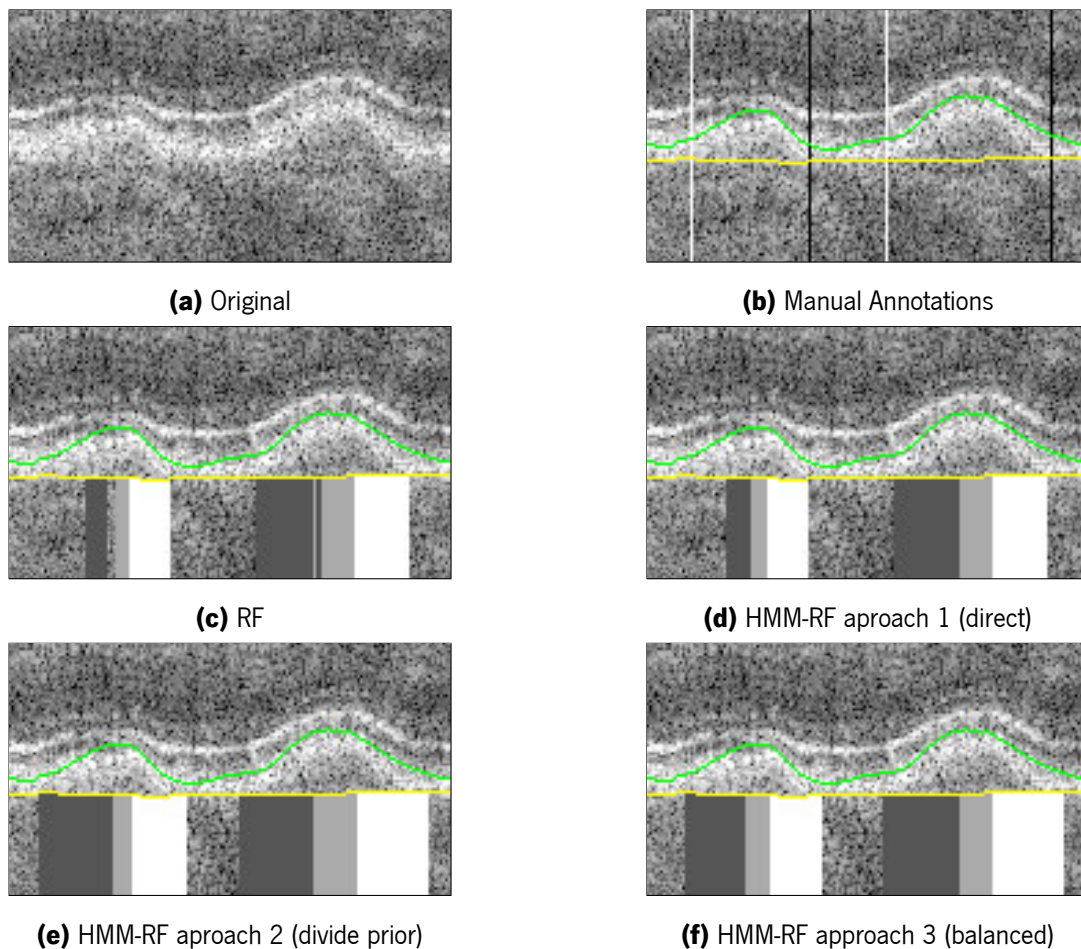 (a) Original
(b) Manual Annotations
(c) RF
(d) HMM-RF aproach 1 (direct)
(e) HMM-RF aproach 2 (divide prior)
(f) HMM-RF approach 3 (balanced)